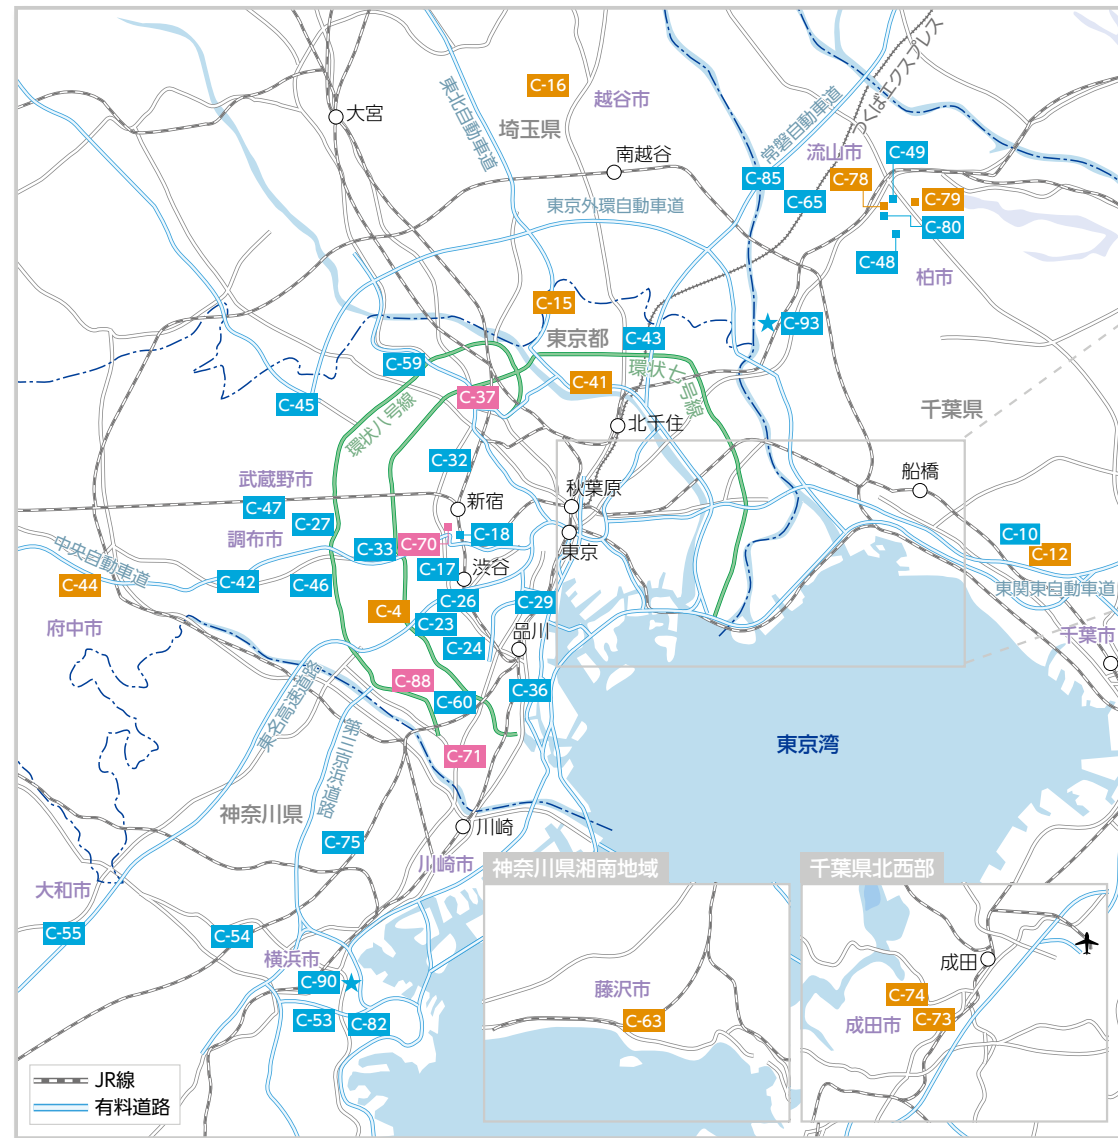 つくばエクスプレス
C-16
越谷市
大宮
東北自動車道
埼玉県
常磐自動車道
流山市
C-49
南越谷
C-85
C-78
C-65
C-79
東京外環自動車道
C-80
C-48
柏市
C-15
C-93
東京都
C-43
C-59
環状七号線
C-41
C-37
C-45
環状八号線
千葉県
北千住
C-32
武蔵野市
船橋
秋葉原
新宿
C-47
C-27
C-18
C-10
調布市
C-70
C-33
東京
C-12
中央自動車道
C-17
渋谷
C-44
C-42
C-46
東関東自動車道
C-26
C-29
C-4
C-23
府中市
品川
千葉市
C-24
C-88
C-36
東名高速道路
C-60
第三京浜道路
東京湾
C-71
神奈川県
川崎
C-75
川崎市
神奈川県湘南地域
千葉県北西部
大和市
C-55
C-54
横浜市
成田
C-90
藤沢市
C-74
C-53
C-82
C-63
成田市
C-73
JR線
有料道路